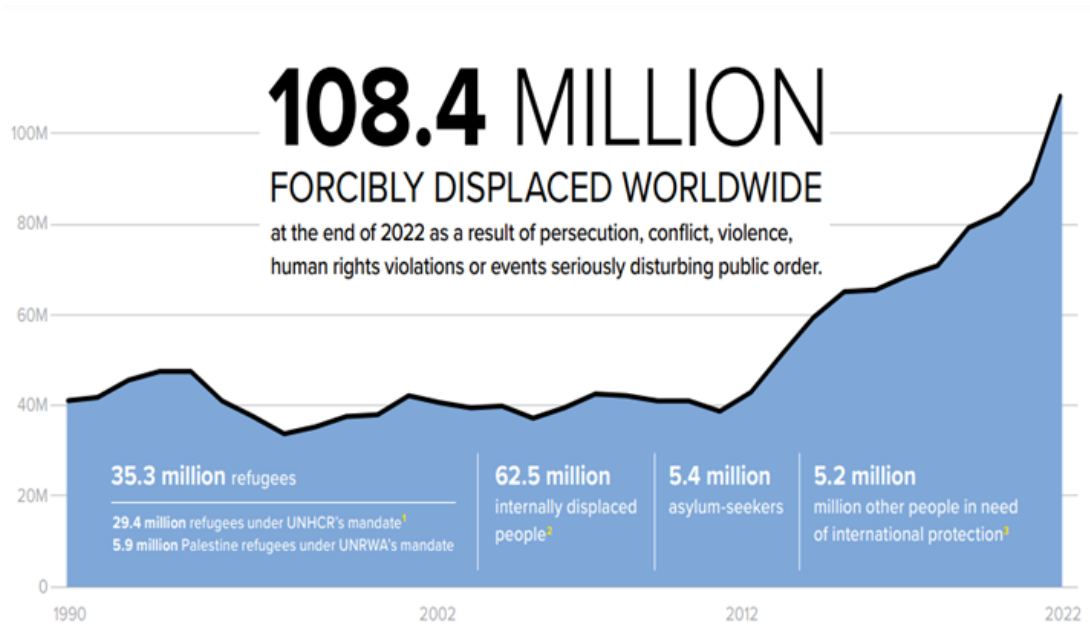 108.4 MILLION
FORCIBLY DISPLACED WORLDWIDE
at the end of 2022 as a result of persecution, conflict, violence,
human rights violations or events seriously disturbing public order.
100M
80M
60M
40M
20M
0
35.3 million refugees
29.4 million refugees under UNHCR's mandate¹
5.9 million Palestine refugees under UNRWA's mandate
62.5 million
internally displaced
people²
5.4 million
asylum-seekers
5.2 million
million other people in need
of international protection³
1990
2002
2012
2022